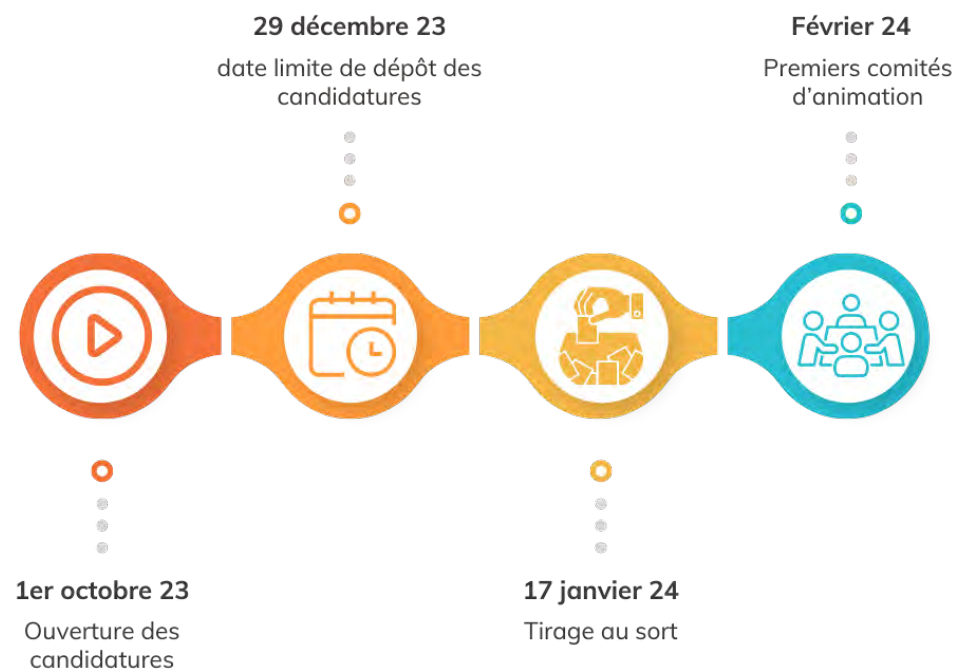 29 décembre 23
date limite de dépôt des
candidatures
Février 24
Premiers comités
d'animation
1er octobre 23
Ouverture des
candidatures
17 janvier 24
Tirage au sort